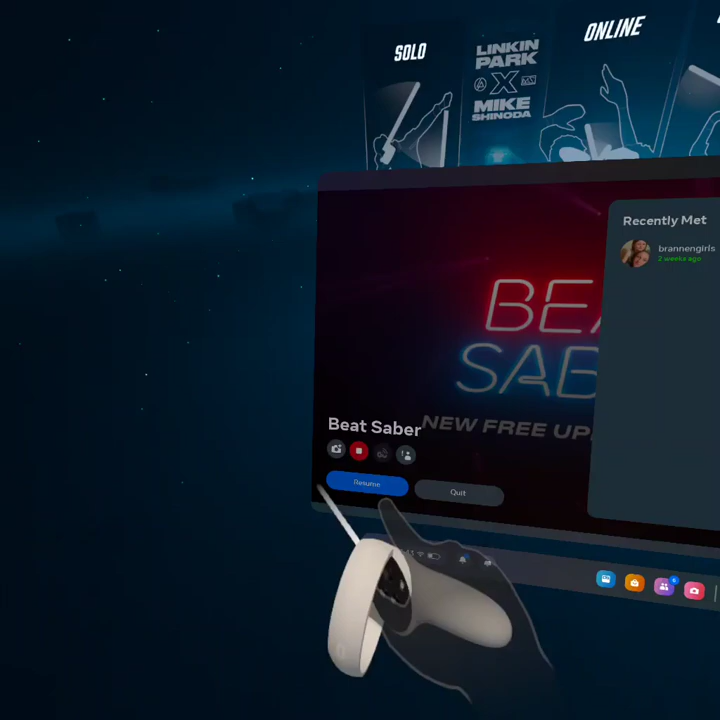 SOLO
LINKIN
PARK
X
MIKE
SHINODA
ONLINE
Recently Met
brannengirls
2 weeks ago
BEA
SAB
NEW FREE UP
Beat Saber
Resume
Quit
6